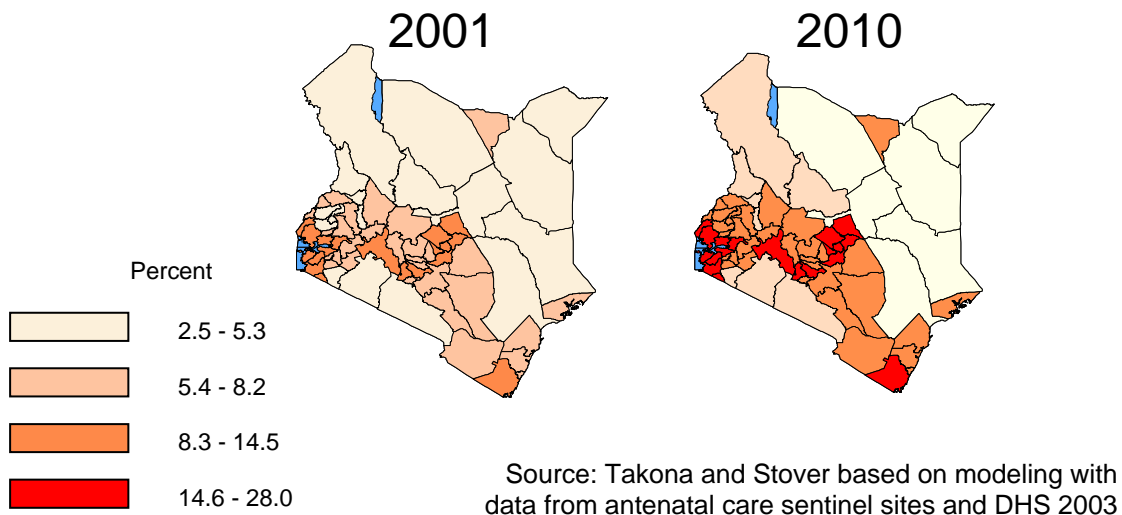 2001
2010
Percent
2.5 - 5.3
5.4 - 8.2
8.3 - 14.5
14.6 - 28.0
Source: Takona and Stover based on modeling with
data from antenatal care sentinel sites and DHS 2003